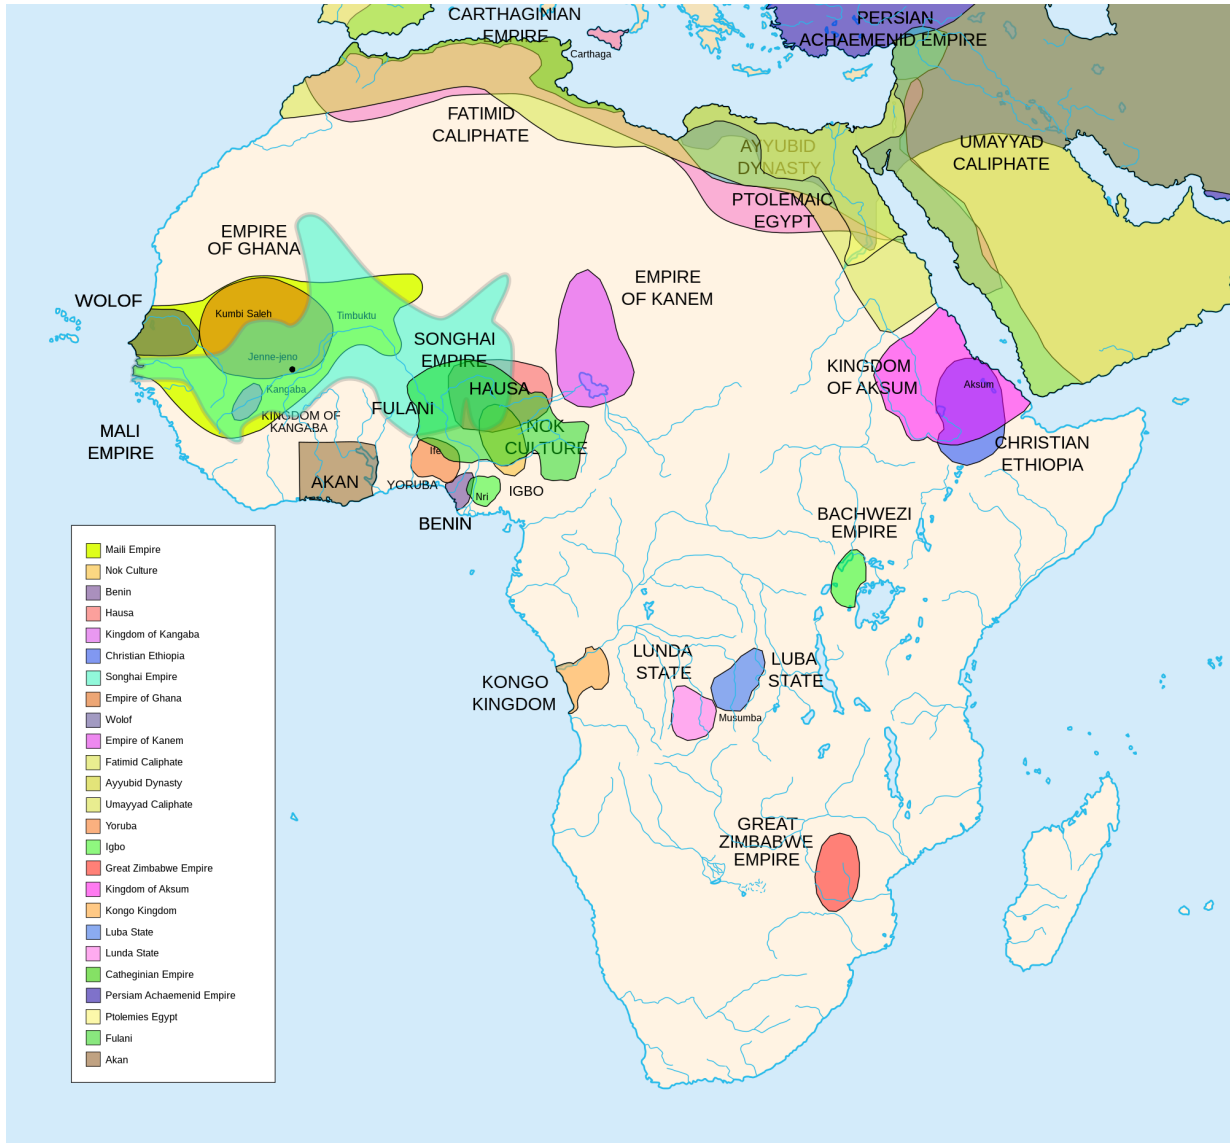 CARTHAGINIAN
EMPIRE
Carthaga
PERSIAN
ACHAEMENID EMPIRE
FATIMID
CALIPHATE
AYYUBID
DYNASTY
UMAYYAD
CALIPHATE
PTOLEMAIC
EGYPT
EMPIRE
OF GHANA
WOLOF
Kumbi Saleh
Timbuktu
Jenne-jeno
Kangaba
KINGDOM OF
KANGABA
MALI
EMPIRE
EMPIRE
OF KANEM
SONGHAI
EMPIRE
HAUSA
FULANI
NOK
CULTURE
KINGDOM
OF AKSUM
Aksum
CHRISTIAN
ETHIOPIA
AKAN
Ife
YORUBA
Nri
IGBO
BENIN
BACHWEZI
EMPIRE
LUNDA
STATE
LUBA
STATE
Musumba
KONGO
KINGDOM
GREAT
ZIMBABWE
EMPIRE
Maili Empire
Nok Culture
Benin
Hausa
Kingdom of Kangaba
Christian Ethiopia
Songhai Empire
Empire of Ghana
Wolof
Empire of Kanem
Fatimid Caliphate
Ayyubid Dynasty
Umayyad Caliphate
Yoruba
Igbo
Great Zimbabwe Empire
Kingdom of Aksum
Kongo Kingdom
Luba State
Lunda State
Catheginian Empire
Persiam Achaemenid Empire
Ptolemies Egypt
Fulani
Akan